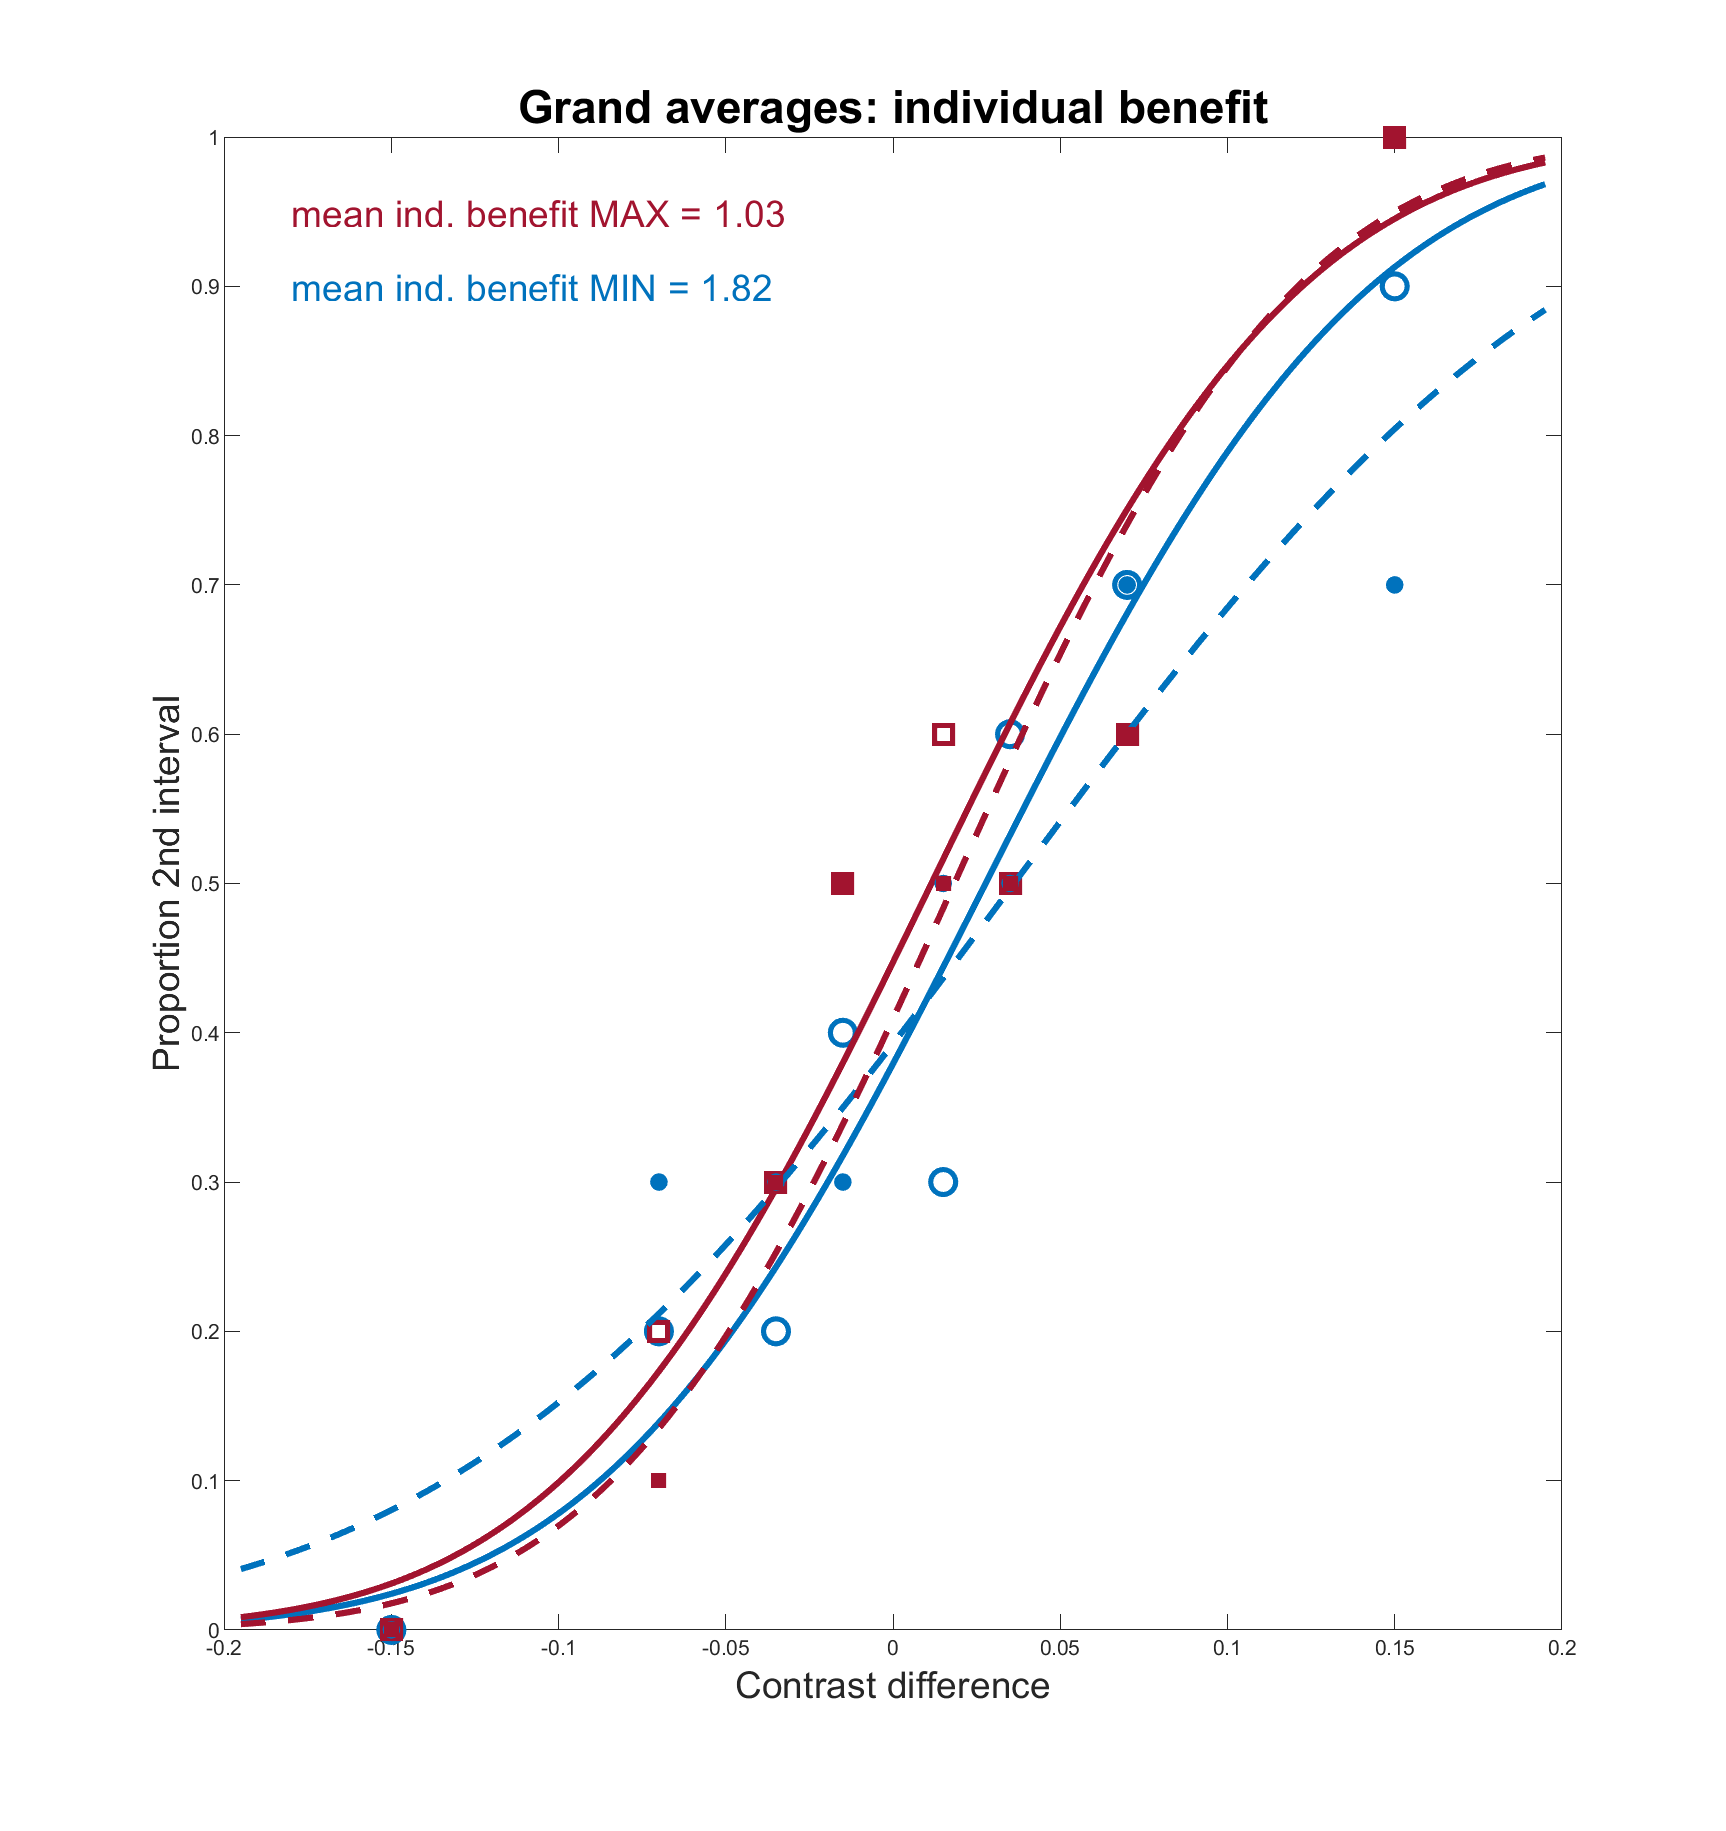 Grand averages: individual benefit
1
mean ind. benefit MAX = 1.03
mean ind. benefit MIN = 1.82
0.9
0.8
0.7
0.6
0.5
0.4
0.3
0.2
0.1
0
Proportion 2nd interval
-0.2 -0.15 -0.1 -0.05 0 0.05 0.1 0.15 0.2
Contrast difference